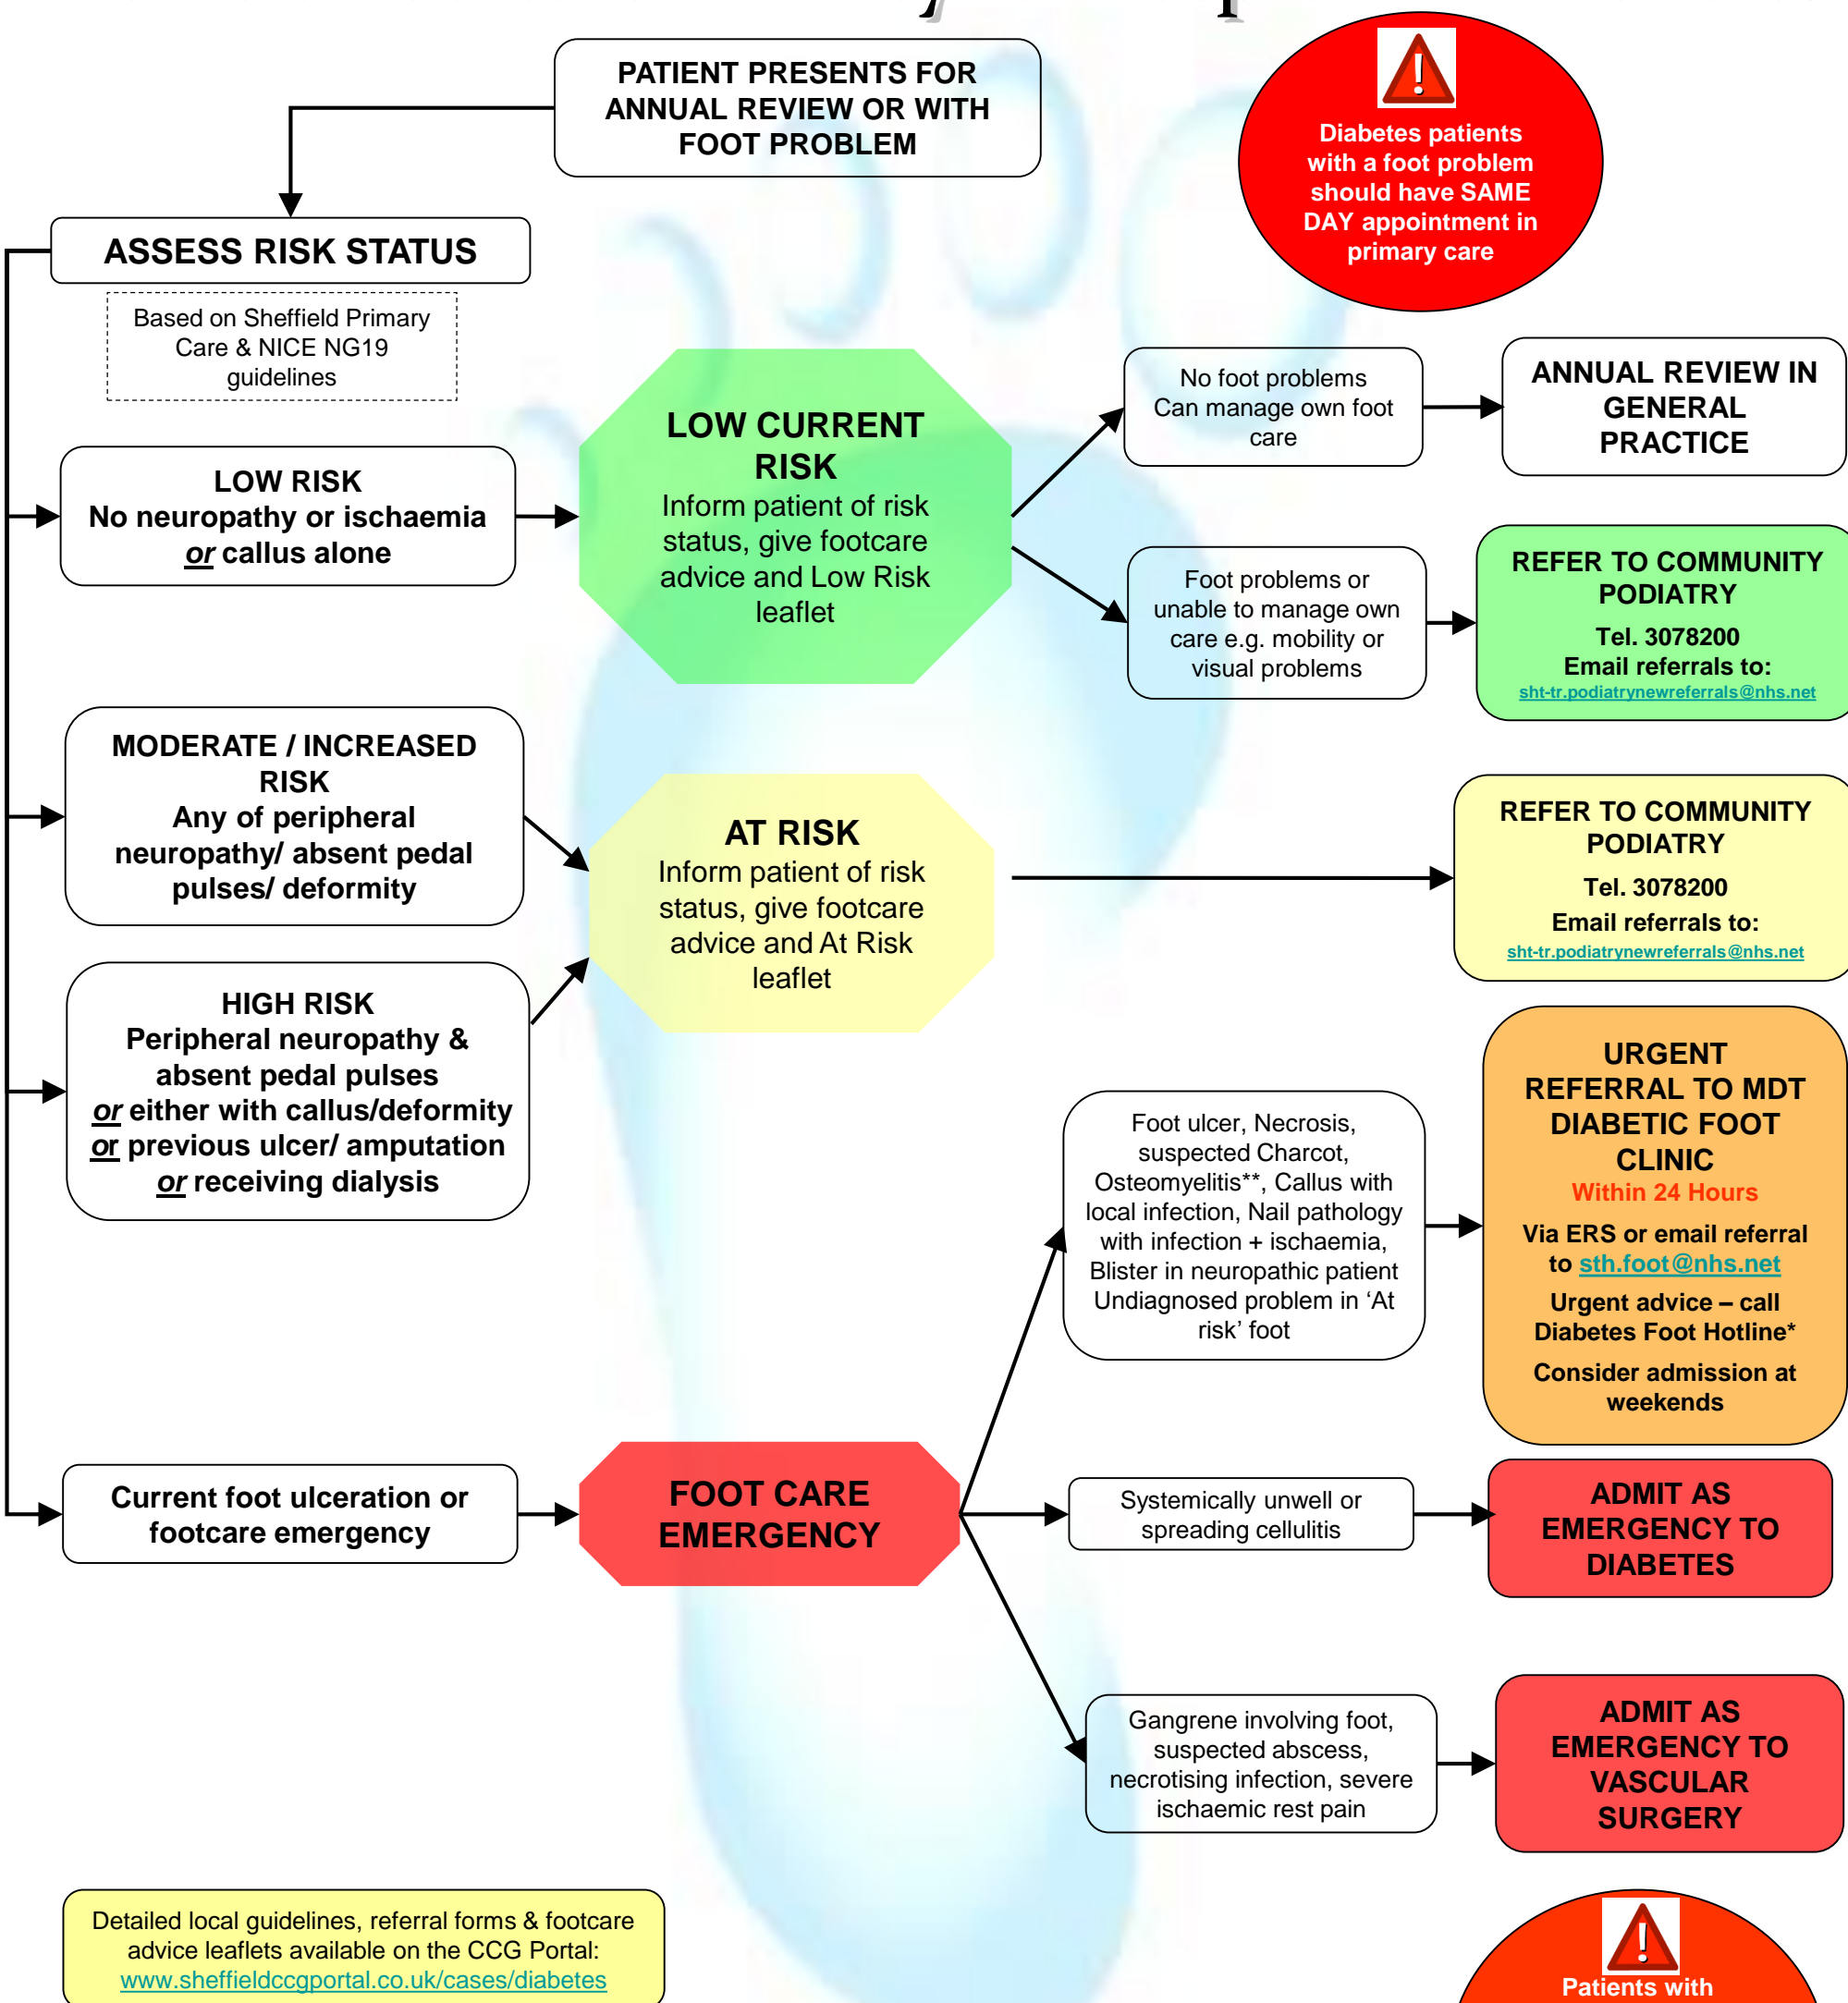 PATIENT PRESENTS FOR
ANNUAL REVIEW OR WITH
FOOT PROBLEM
Diabetes patients
with a foot problem
should have SAME
DAY appointment in
primary care
ASSESS RISK STATUS
Based on Sheffield Primary
Care & NICE NG19
guidelines
LOW RISK
No neuropathy or ischaemia
or callus alone
LOW CURRENT
RISK
Inform patient of risk
status, give footcare
advice and Low Risk
leaflet
No foot problems
Can manage own foot
care
ANNUAL REVIEW IN
GENERAL
PRACTICE
Foot problems or
unable to manage own
care e.g. mobility or
visual problems
REFER TO COMMUNITY
PODIATRY
Tel. 3078200
Email referrals to:
sht-tr.podiatrynewreferrals@nhs.net
MODERATE / INCREASED
RISK
Any of peripheral
neuropathy/ absent pedal
pulses/ deformity
HIGH RISK
Peripheral neuropathy &
absent pedal pulses
or either with callus/deformity
or previous ulcer/ amputation
or receiving dialysis
AT RISK
Inform patient of risk
status, give footcare
advice and At Risk
leaflet
REFER TO COMMUNITY
PODIATRY
Tel. 3078200
Email referrals to:
sht-tr.podiatrynewreferrals@nhs.net
Current foot ulceration or
footcare emergency
FOOT CARE
EMERGENCY
Foot ulcer, Necrosis,
suspected Charcot,
Osteomyelitis**, Callus with
local infection, Nail pathology
with infection + ischaemia,
Blister in neuropathic patient
Undiagnosed problem in ‘At
risk’ foot
URGENT
REFERRAL TO MDT
DIABETIC FOOT
CLINIC
Within 24 Hours
Via ERS or email referral
to sth.foot@nhs.net
Urgent advice – call
Diabetes Foot Hotline*
Consider admission at
weekends
Systemically unwell or
spreading cellulitis
ADMIT AS
EMERGENCY TO
DIABETES
Gangrene involving foot,
suspected abscess,
necrotising infection, severe
ischaemic rest pain
ADMIT AS
EMERGENCY TO
VASCULAR
SURGERY
Detailed local guidelines, referral forms & footcare
advice leaflets available on the CCG Portal:
www.sheffieldccgportal.co.uk/cases/diabetes
Patients with